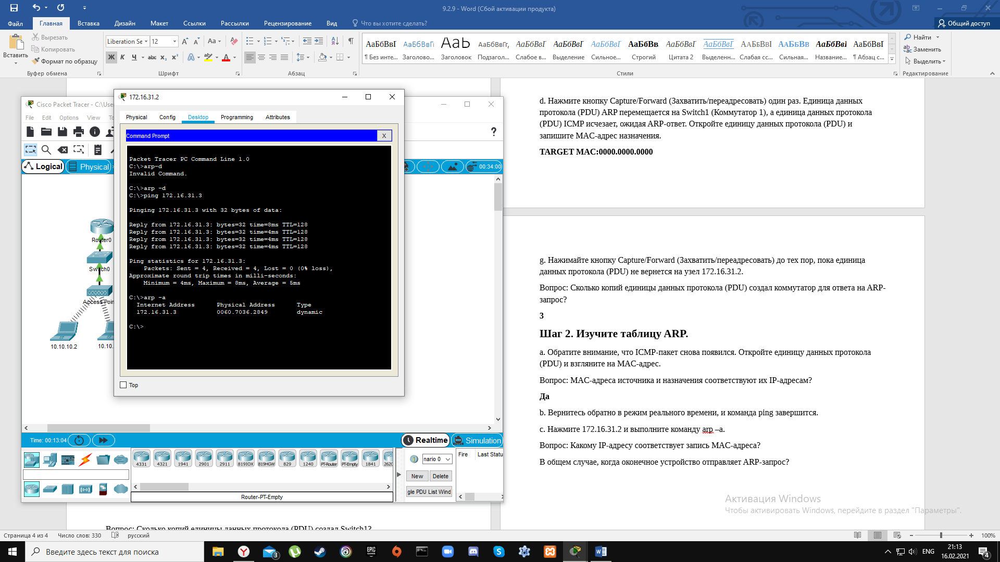 9.2.9 - Word (Сбой активации продукта)
Файл Главная Вставка Дизайн Макет Ссылки Рассылки Рецензирование Вид Что вы хотите сделать? Общий доступ
Вставить
Вырезать
Копировать
Формат по образцу
Буфер обмена
Liberation Se 12
Ж К Ч abc x₂ x²
Шрифт
Абзац
АаБбВвІ АаБбВвГг АаБ АаБбВвГг, АаБбВвГ АаБбВвГ АаБбВвГ АаБбВв. АаБбВвГ АаБбВвГ ААББВВІ ААББВВ АаБбВвІ АаБбВвІ
¶ Без инте... Заголово... Заголовок Подзагол... Слабое в... Выделение Сильное... Строгий Цитата 2 Выделенн... Слабая сс... Сильная... Название... ¶ Абзац с...
Стили
Найти
Заменить
Выделить
Редактирование
Cisco Packet Tracer - C:\Use
File Edit Options View To
Logical Physical 00:34:00
Router0
Switch0
Access Poin
10.10.10.2
10.10.
172.16.31.2
Physical Config Desktop Programming Attributes
Command Prompt X
Packet Tracer PC Command Line 1.0
C:\>arp-d
Invalid Command.
C:\>arp -d
C:\>ping 172.16.31.3
Pinging 172.16.31.3 with 32 bytes of data:
Reply from 172.16.31.3: bytes=32 time=8ms TTL=128
Reply from 172.16.31.3: bytes=32 time=4ms TTL=128
Reply from 172.16.31.3: bytes=32 time=4ms TTL=128
Reply from 172.16.31.3: bytes=32 time=4ms TTL=128
Ping statistics for 172.16.31.3:
Packets: Sent = 4, Received = 4, Lost = 0 (0% loss),
Approximate round trip times in milli-seconds:
Minimum = 4ms, Maximum = 8ms, Average = 5ms
C:\>arp -a
Internet Address Physical Address Type
172.16.31.3 0060.7036.2849 dynamic
C:\>
Top
Time: 00:13:04 Realtime Simulation
4331 4321 1941 2901 2911 819IOX 819HGW 829 1240 PT-Router PT-Empty 1841 2620
Router-PT-Empty
nario 0
New Delete
gle PDU List Wind
Fire Last Statu
Вопрос: Сколько копий единицы данных протокола (PDU) создал Switch1?
d. Нажмите кнопку Capture/Forward (Захватить/переадресовать) один раз. Единица данных
протокола (PDU) ARP перемещается на Switch1 (Коммутатор 1), а единица данных протокола
(PDU) ICMP исчезает, ожидая ARP-ответ. Откройте единицу данных протокола (PDU) и
запишите MAC-адрес назначения.
TARGET MAC:0000.0000.0000
g. Нажимайте кнопку Capture/Forward (Захватить/переадресовать) до тех пор, пока единица
данных протокола (PDU) не вернется на узел 172.16.31.2.
Вопрос: Сколько копий единицы данных протокола (PDU) создал коммутатор для ответа на ARP-
запрос?
3
Шаг 2. Изучите таблицу ARP.
a. Обратите внимание, что ICMP-пакет снова появился. Откройте единицу данных протокола
(PDU) и взгляните на MAC-адрес.
Вопрос: MAC-адреса источника и назначения соответствуют их IP-адресам?
Да
b. Вернитесь обратно в режим реального времени, и команда ping завершится.
c. Нажмите 172.16.31.2 и выполните команду arp –a.
Вопрос: Какому IP-адресу соответствует запись MAC-адреса?
В общем случае, когда оконечное устройство отправляет ARP-запрос?
Активация Windows
Чтобы активировать Windows, перейдите в раздел "Параметры".
Страница 4 из 4 Число слов: 330 русский 100%
Введите здесь текст для поиска
3
EPIC GAMES
ENG
21:13
16.02.2021
4